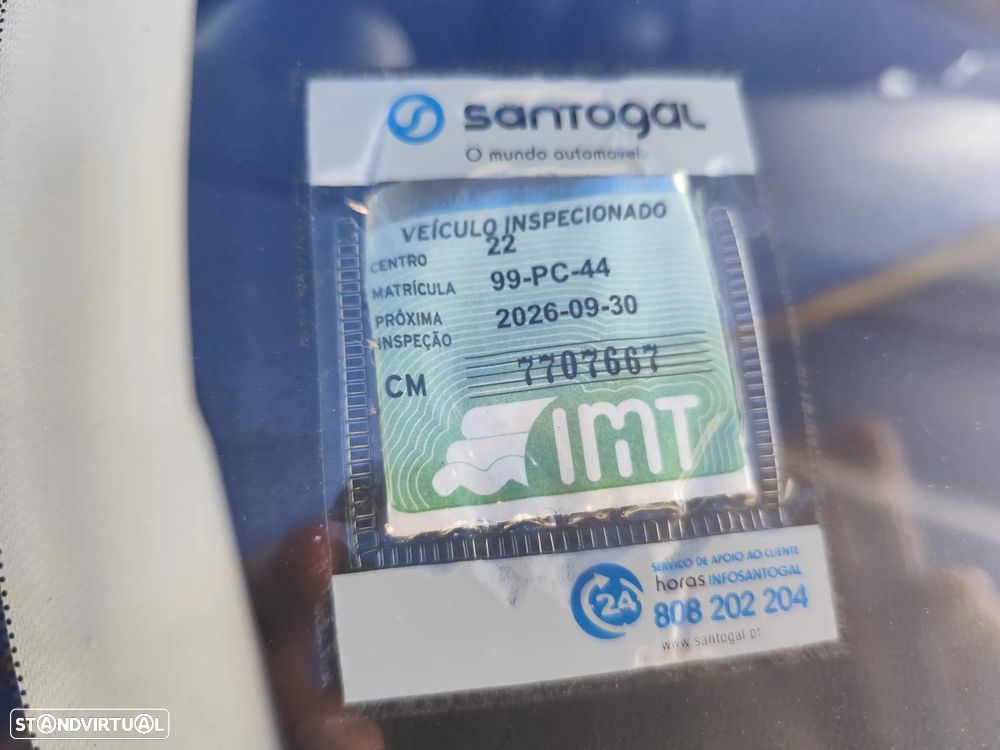 santogal
O mundo automóvel.
VEÍCULO INSPECIONADO
CENTRO 22
MATRÍCULA 99-PC-44
PRÓXIMA INSPEÇÃO 2026-09-30
CM 7707667
IMT
SERVIÇO DE APOIO AO CLIENTE
24 horas INFOSANTOGAL
808 202 204
www.santogal.pt
STANDVIRTUAL